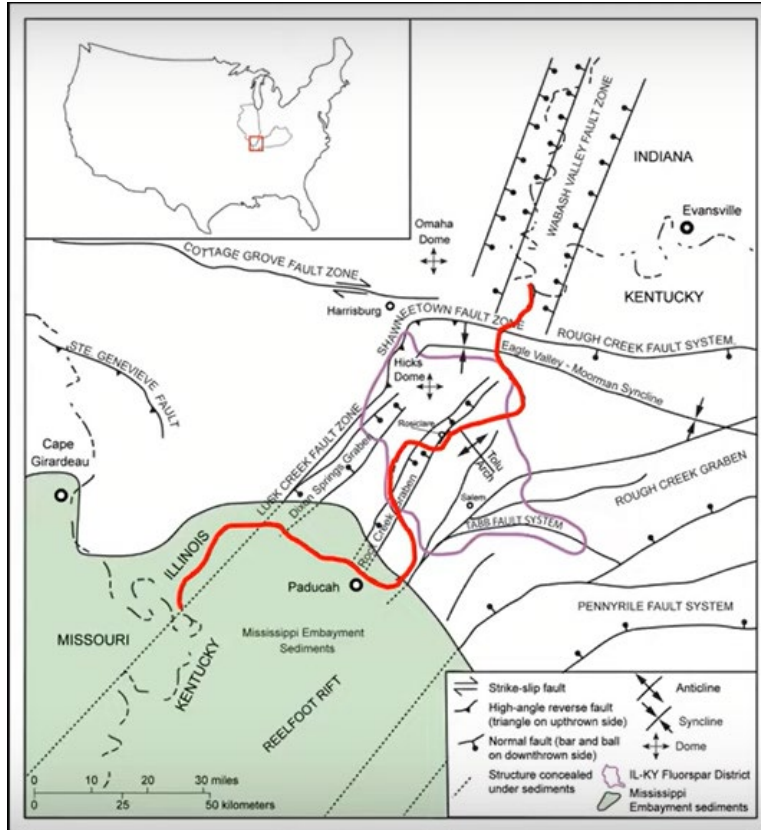 INDIANA
WABASH VALLEY FAULT ZONE
Evansville
Omaha
Dome
COTTAGE GROVE FAULT ZONE
KENTUCKY
Harrisburg
SHAWNEETOWN FAULT ZONE
ROUGH CREEK FAULT SYSTEM
STE. GENEVIEVE FAULT
Eagle Valley - Moorman Syncline
Hicks
Dome
Rosiclare
LUSK CREEK FAULT ZONE
Dixon Springs Graben
Tolu
Arch
Cape
Girardeau
Salem
ROUGH CREEK GRABEN
Rock Creek Graben
TABB FAULT SYSTEM
ILLINOIS
Paducah
PENNYRILE FAULT SYSTEM
MISSOURI
Mississippi Embayment
Sediments
KENTUCKY
REELFOOT RIFT
Strike-slip fault
High-angle reverse fault
(triangle on upthrown side)
Normal fault (bar and ball
on downthrown side)
Structure concealed
under sediments
Anticline
Syncline
Dome
IL-KY Fluorspar District
Mississippi
Embayment sediments
0 10 20 30 miles
0 25 50 kilometers